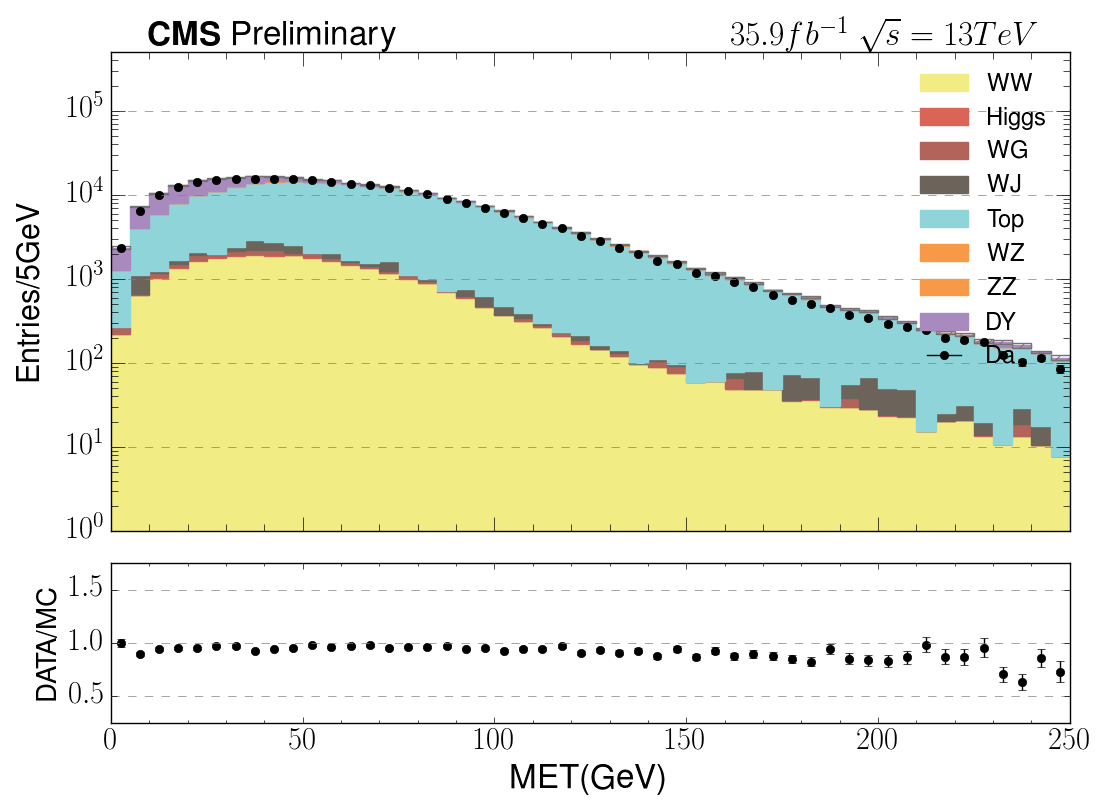 CMS Preliminary
35.9fb⁻¹ √s = 13TeV
Entries/5GeV
10⁵
10⁴
10³
10²
10¹
10⁰
WW
Higgs
WG
WJ
Top
WZ
ZZ
DY
Da
DATA/MC
1.5
1.0
0.5
0
50
100
150
200
250
MET(GeV)